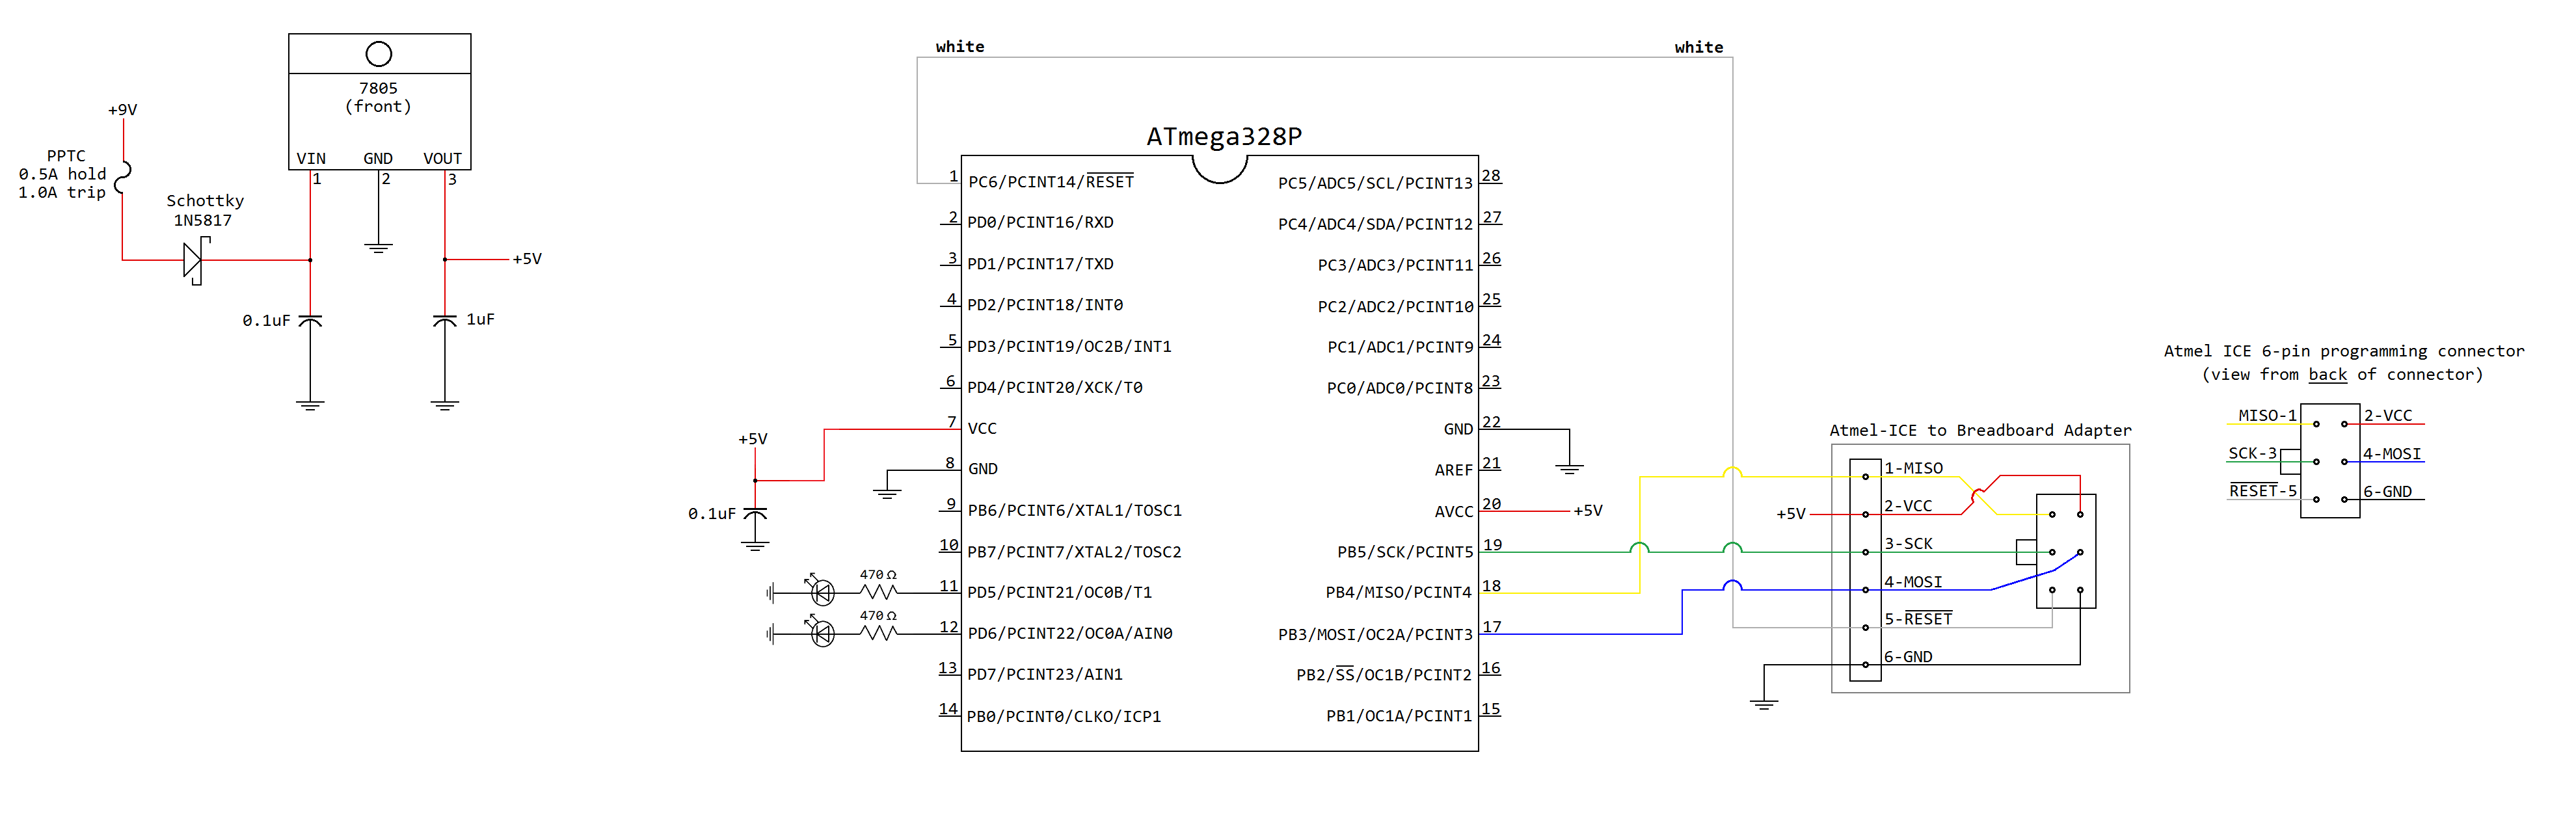 white
white
7805
(front)
+9V
VIN
GND
VOUT
1
2
3
PPTC
0.5A hold
1.0A trip
Schottky
1N5817
+5V
0.1uF
1uF
ATmega328P
1
PC6/PCINT14/RESET
2
PD0/PCINT16/RXD
3
PD1/PCINT17/TXD
4
PD2/PCINT18/INT0
5
PD3/PCINT19/OC2B/INT1
6
PD4/PCINT20/XCK/T0
7
VCC
8
GND
9
PB6/PCINT6/XTAL1/TOSC1
10
PB7/PCINT7/XTAL2/TOSC2
11
PD5/PCINT21/OC0B/T1
12
PD6/PCINT22/OC0A/AIN0
13
PD7/PCINT23/AIN1
14
PB0/PCINT0/CLKO/ICP1
PC5/ADC5/SCL/PCINT13
28
PC4/ADC4/SDA/PCINT12
27
PC3/ADC3/PCINT11
26
PC2/ADC2/PCINT10
25
PC1/ADC1/PCINT9
24
PC0/ADC0/PCINT8
23
GND
22
AREF
21
AVCC
20
+5V
PB5/SCK/PCINT5
19
PB4/MISO/PCINT4
18
PB3/MOSI/OC2A/PCINT3
17
PB2/SS/OC1B/PCINT2
16
PB1/OC1A/PCINT1
15
+5V
0.1uF
470Ω
470Ω
Atmel-ICE to Breadboard Adapter
1-MISO
+5V
2-VCC
3-SCK
4-MOSI
5-RESET
6-GND
Atmel ICE 6-pin programming connector
(view from back of connector)
MISO-1
2-VCC
SCK-3
4-MOSI
RESET-5
6-GND